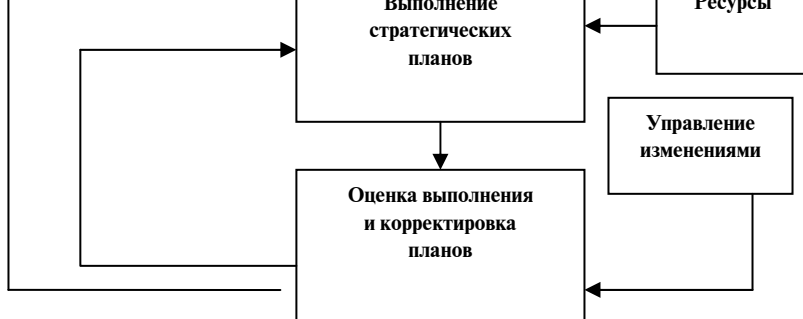 Выполнение
стратегических
планов
Ресурсы
Управление
изменениями
Оценка выполнения
и корректировка
планов